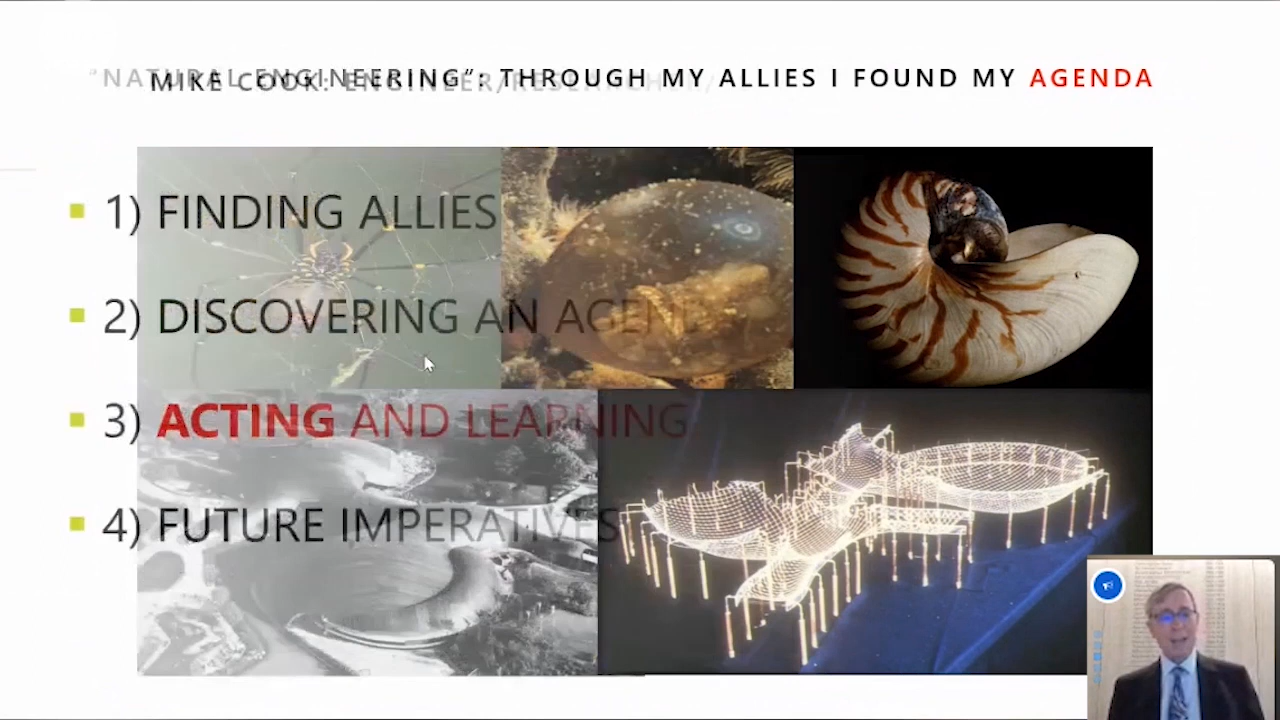 "NATURAL ENGINEERING": THROUGH MY ALLIES I FOUND MY AGENDA
MIKE COOK: ENGINEER/RESEARCHER/
1) FINDING ALLIES
2) DISCOVERING AN AGENDA
3) ACTING AND LEARNING
4) FUTURE IMPERATIVES